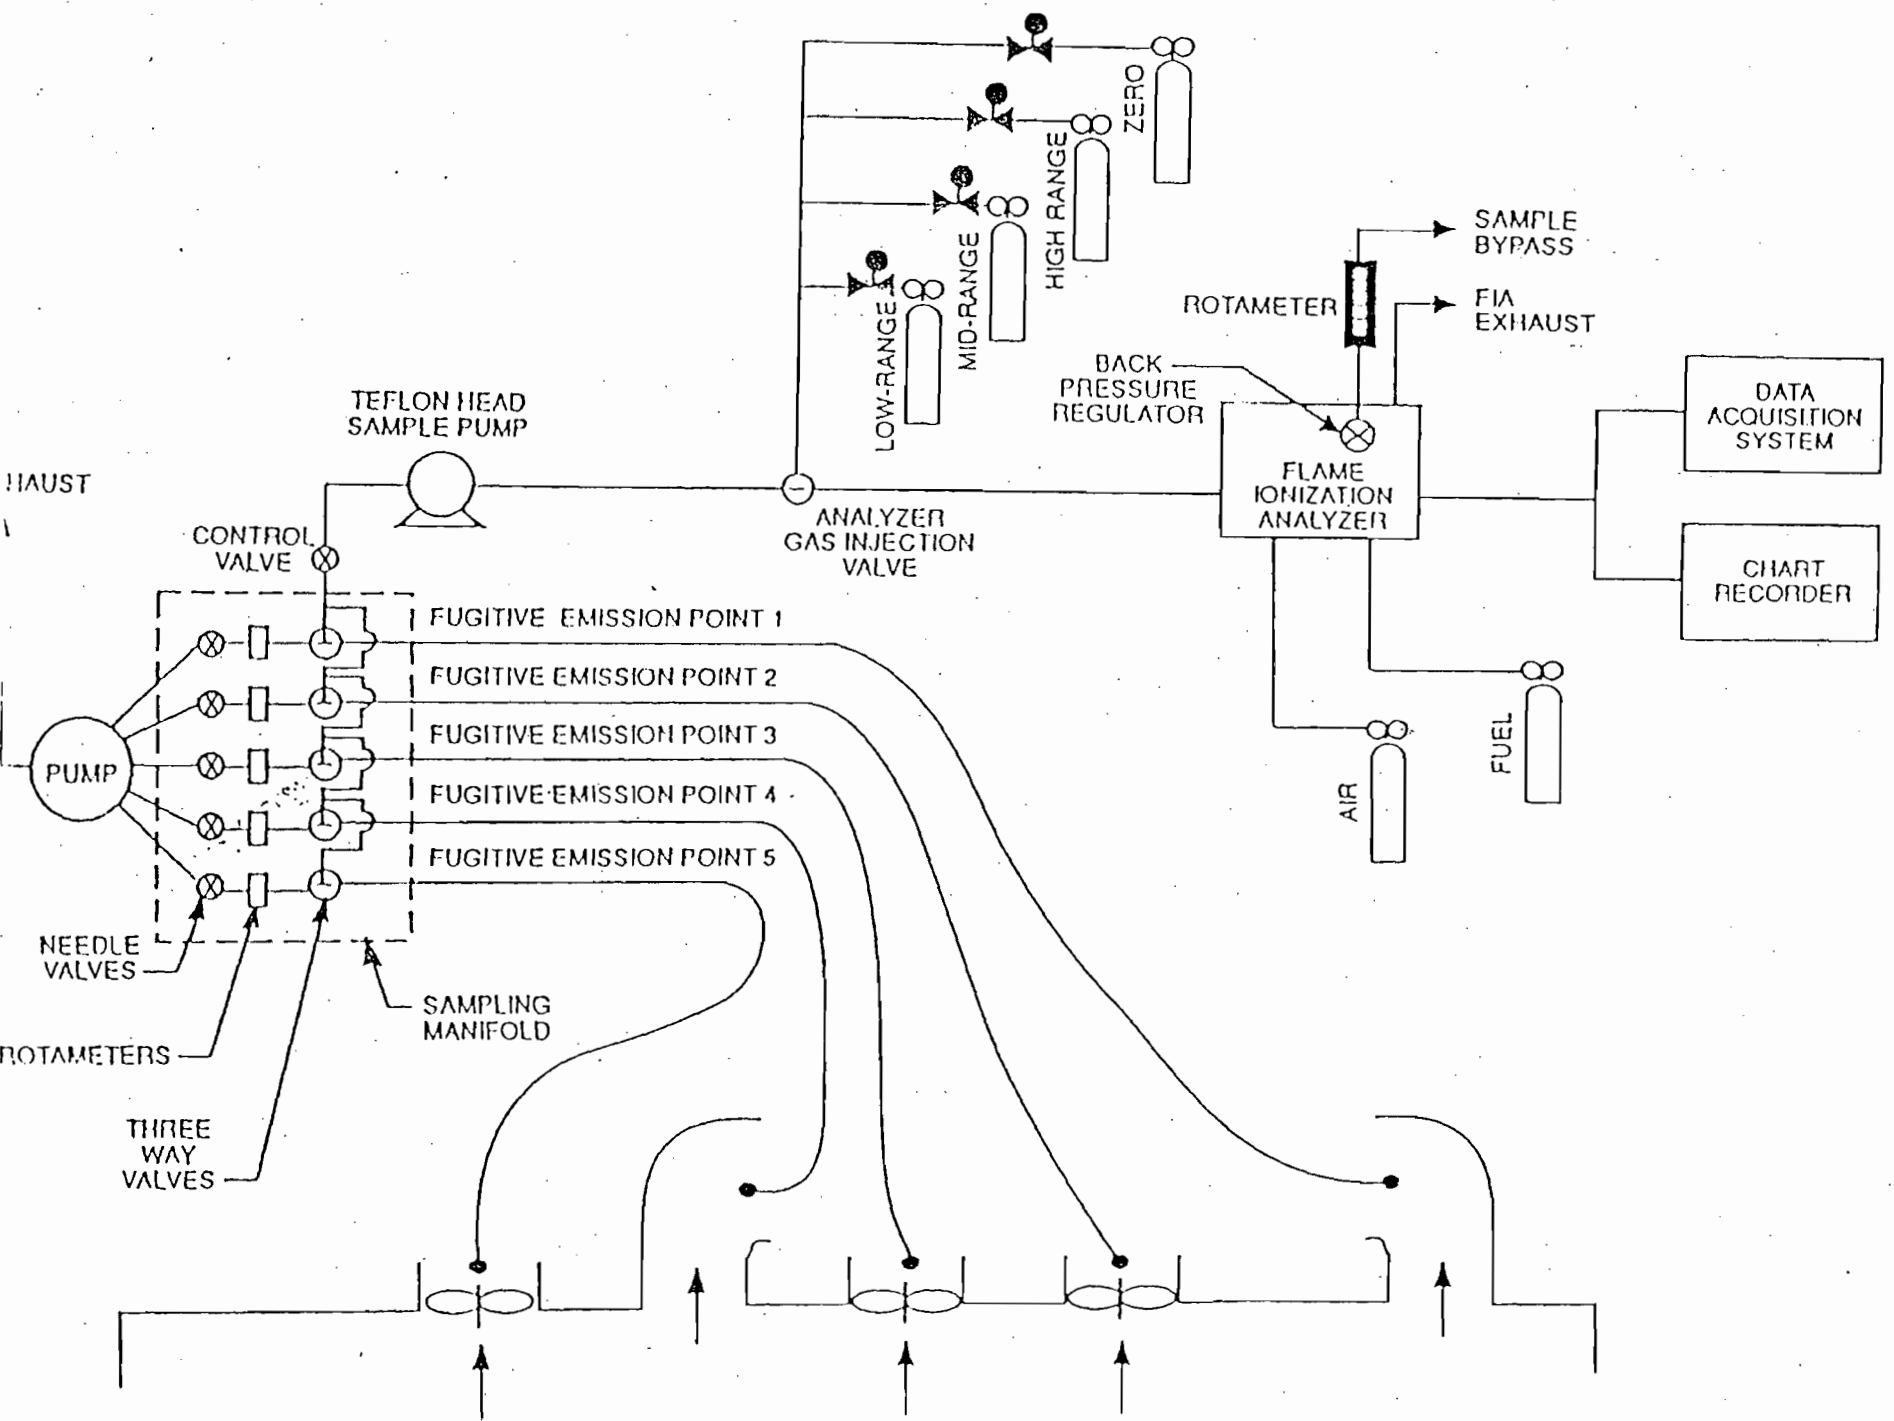 ZERO
HIGH RANGE
MID-RANGE
LOW-RANGE
SAMPLE
BYPASS
ROTAMETER
FIA
EXHAUST
BACK
PRESSURE
REGULATOR
DATA
ACQUISITION
SYSTEM
TEFLON HEAD
SAMPLE PUMP
FLAME
IONIZATION
ANALYZER
HAUST
ANALYZER
GAS INJECTION
VALVE
CONTROL
VALVE
CHART
RECORDER
FUGITIVE EMISSION POINT 1
FUGITIVE EMISSION POINT 2
FUGITIVE EMISSION POINT 3
FUGITIVE EMISSION POINT 4
FUGITIVE EMISSION POINT 5
PUMP
FUEL
AIR
NEEDLE
VALVES
SAMPLING
MANIFOLD
ROTAMETERS
THREE
WAY
VALVES